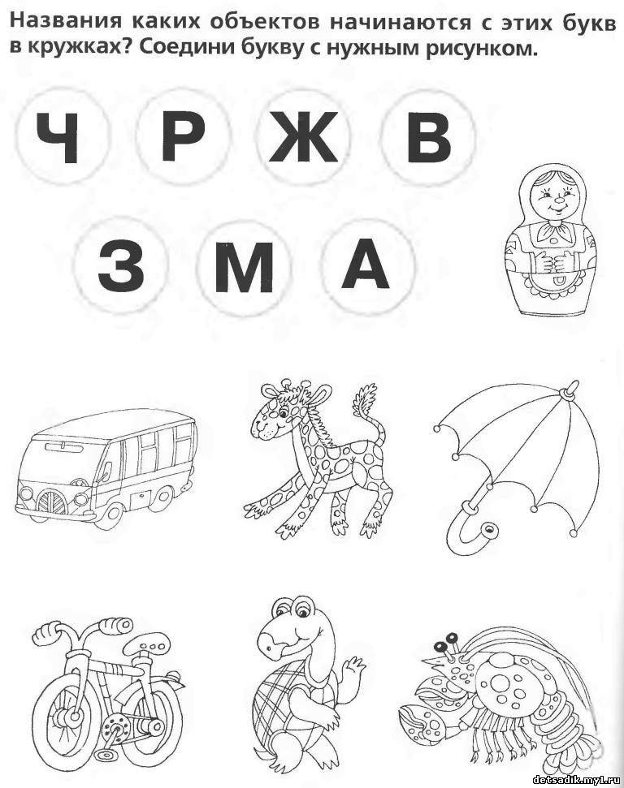 Названия каких объектов начинаются с этих букв
в кружках? Соедини букву с нужным рисунком.
Ч Р Ж В
З М А
detsadik.my1.ru